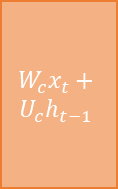 W_c x_t +
U_c h_{t−1}